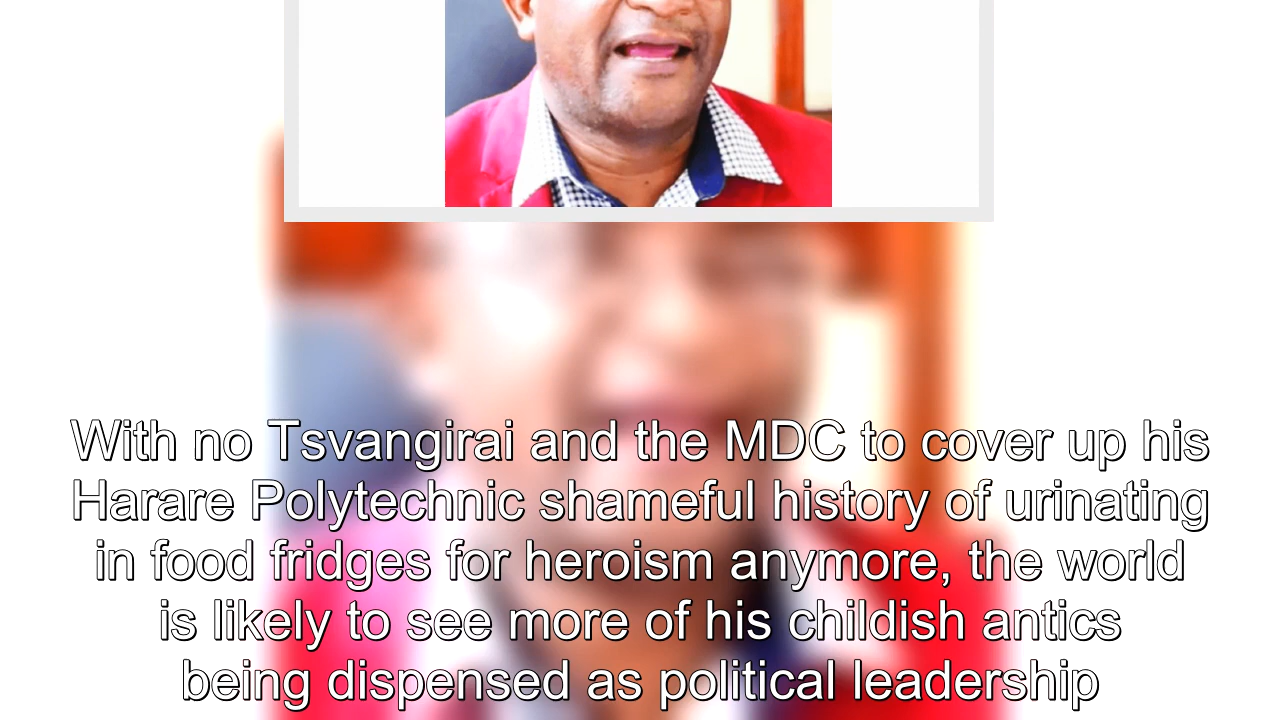 With no Tsvangirai and the MDC to cover up his
Harare Polytechnic shameful history of urinating
in food fridges for heroism anymore, the world
is likely to see more of his childish antics
being dispensed as political leadership